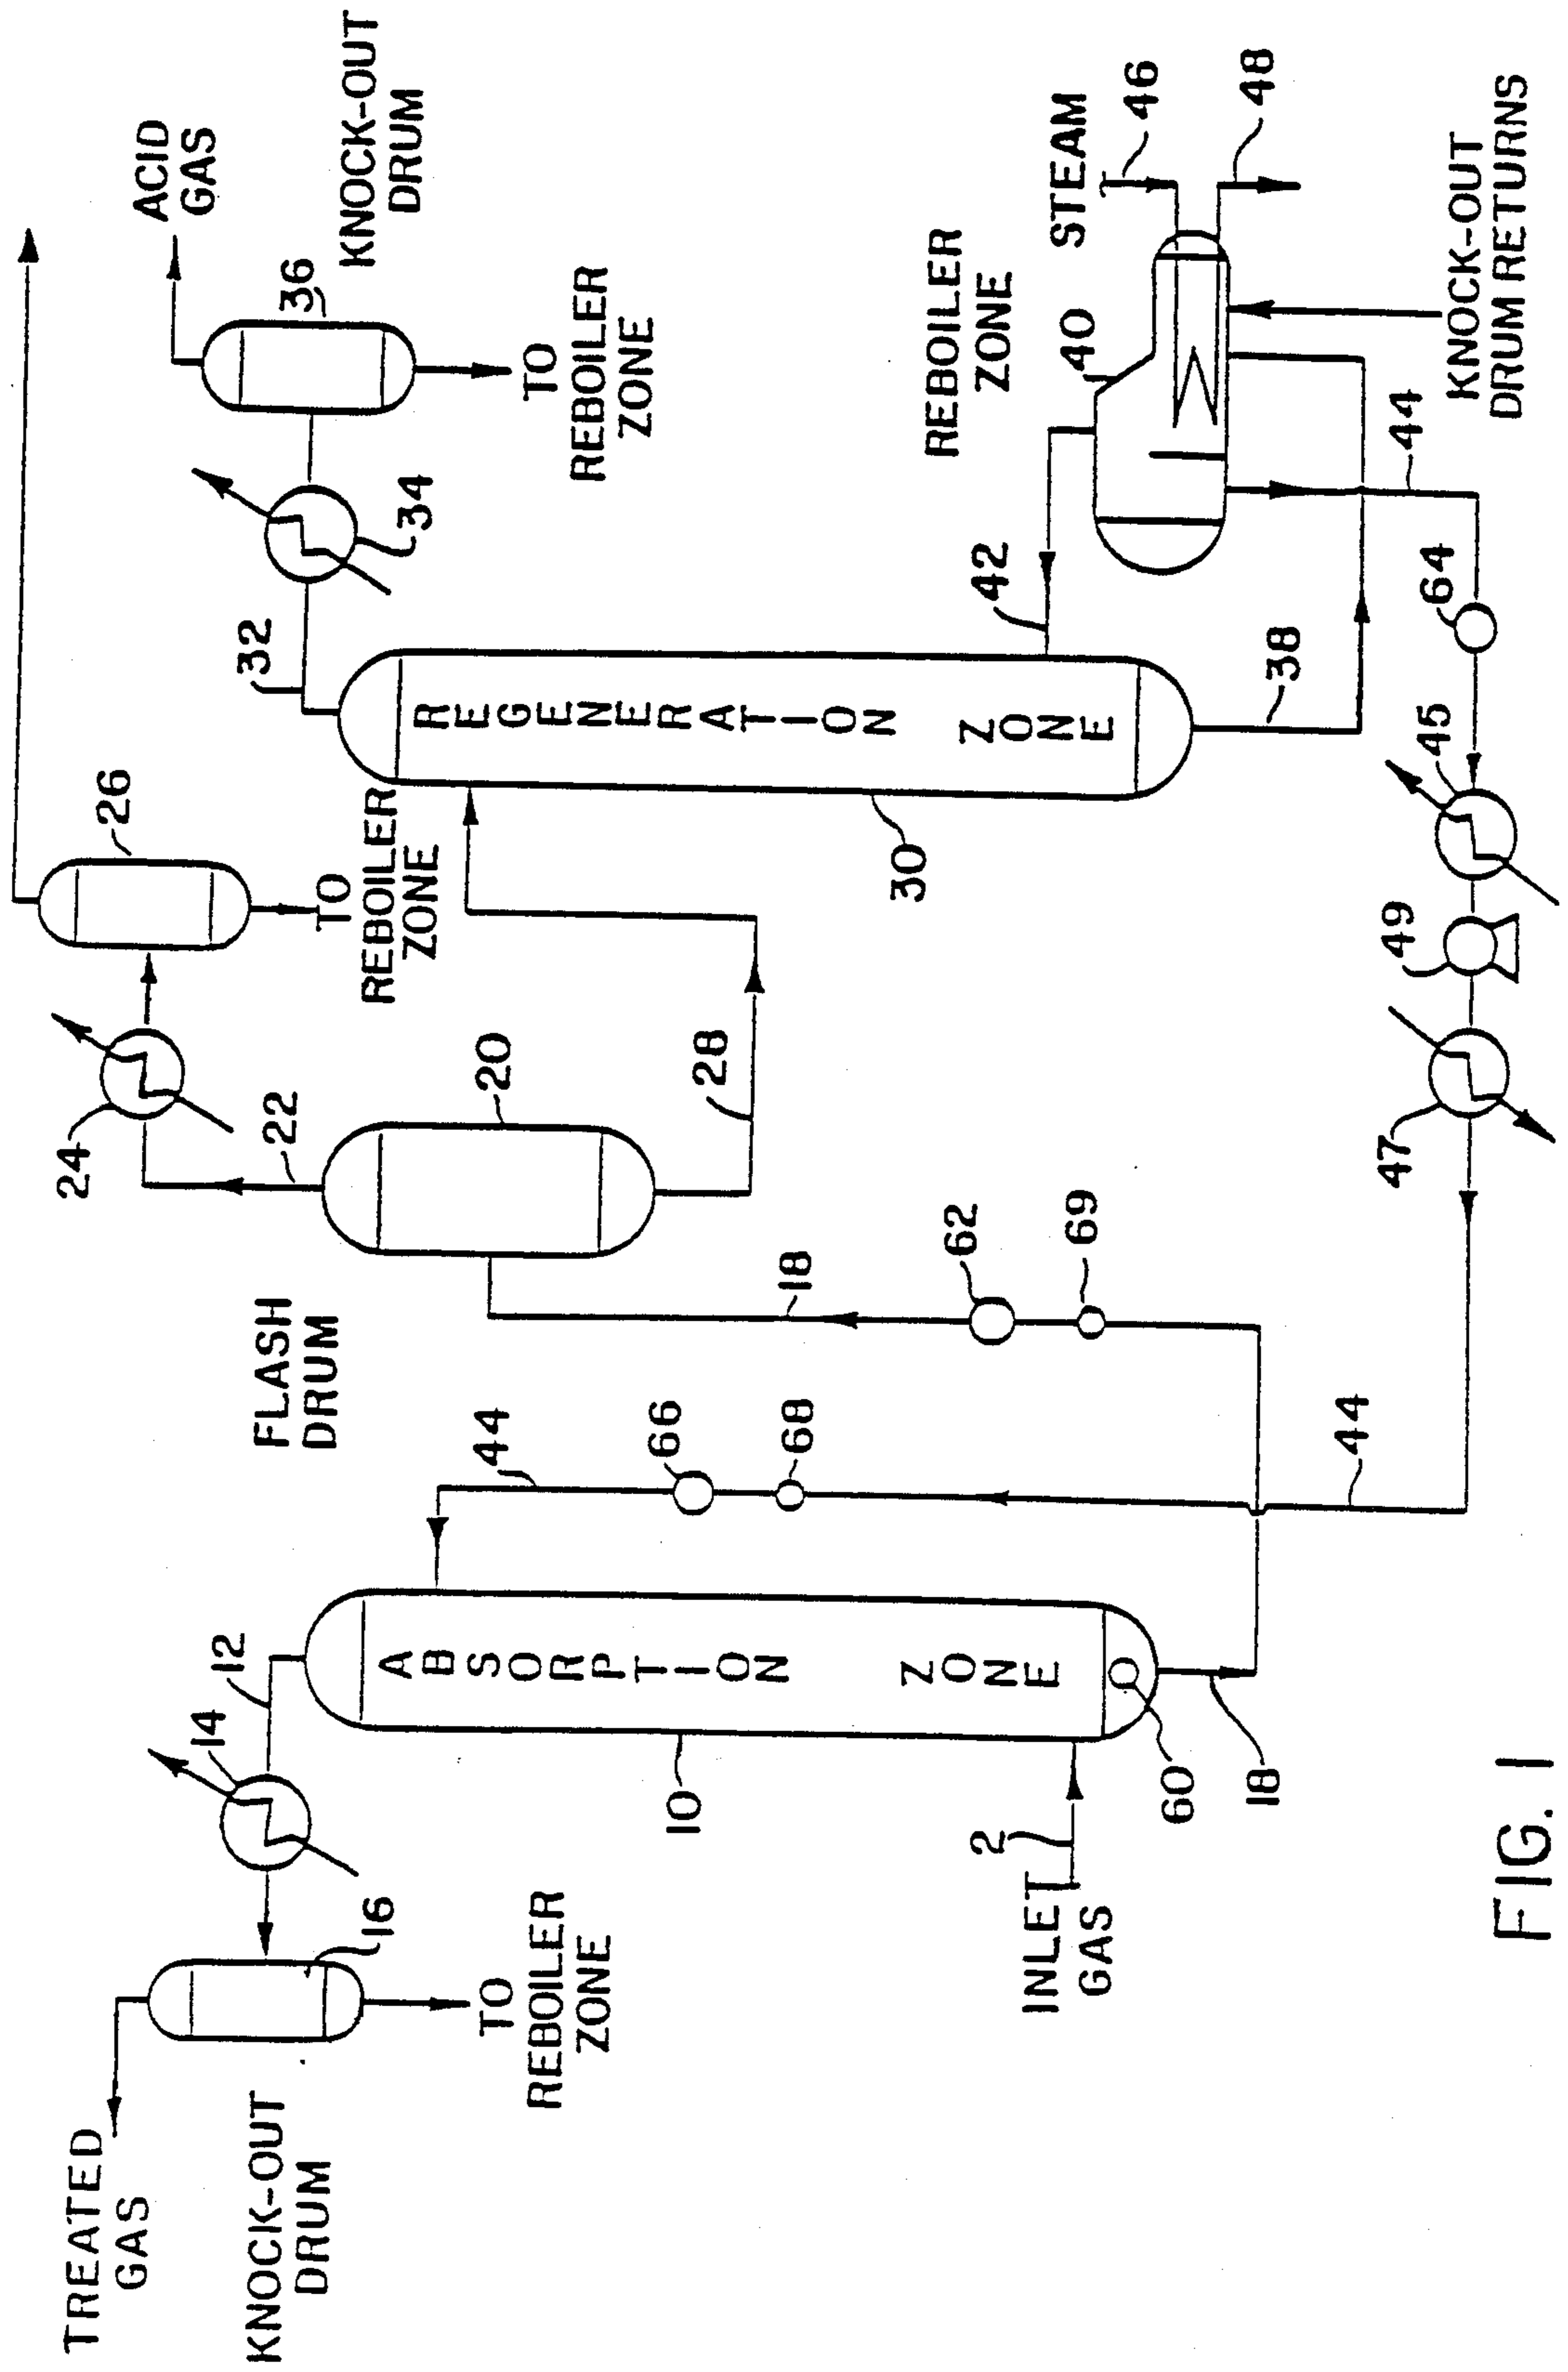 TREATED
GAS
KNOCK-OUT
DRUM
TO
REBOILER
ZONE
16
14
12
ABSORPTION ZONE
10
INLET
GAS
2
60
18
44
66
68
44
FLASH
DRUM
18
62
69
24
22
20
28
26
TO
REBOILER
ZONE
47
49
45
64
REGENERATION ZONE
30
32
34
38
42
ACID
GAS
36
KNOCK-OUT
DRUM
TO
REBOILER
ZONE
REBOILER
ZONE
40
STEAM
46
48
44
KNOCK-OUT
DRUM RETURNS
FIG. 1